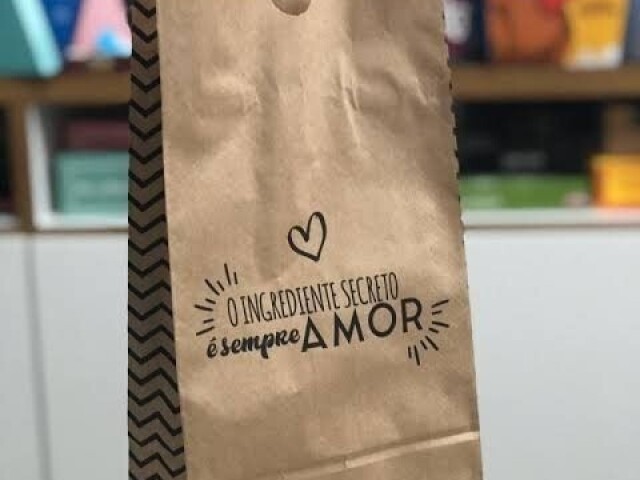 O INGREDIENTE SECRETO
é sempre AMOR